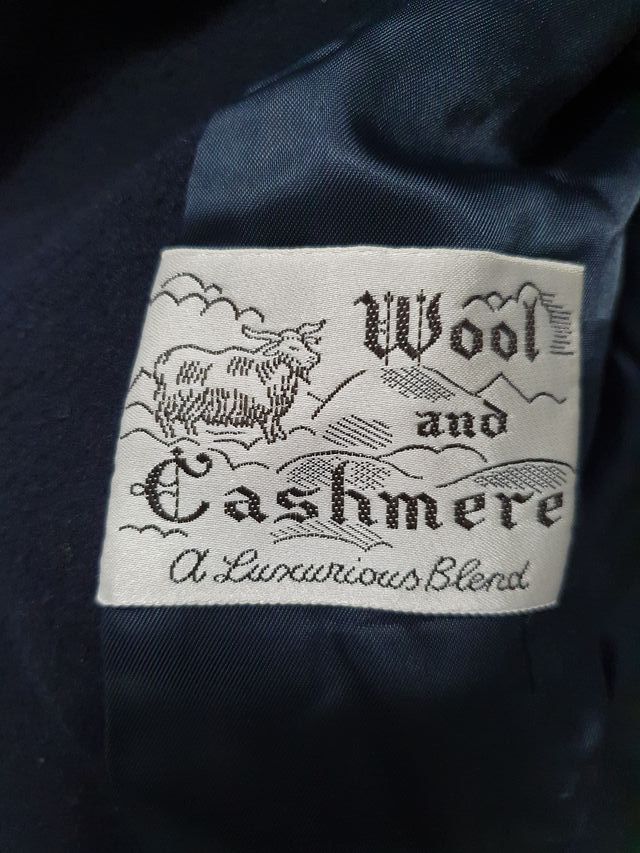 Wool
and
Cashmere
A Luxurious Blend